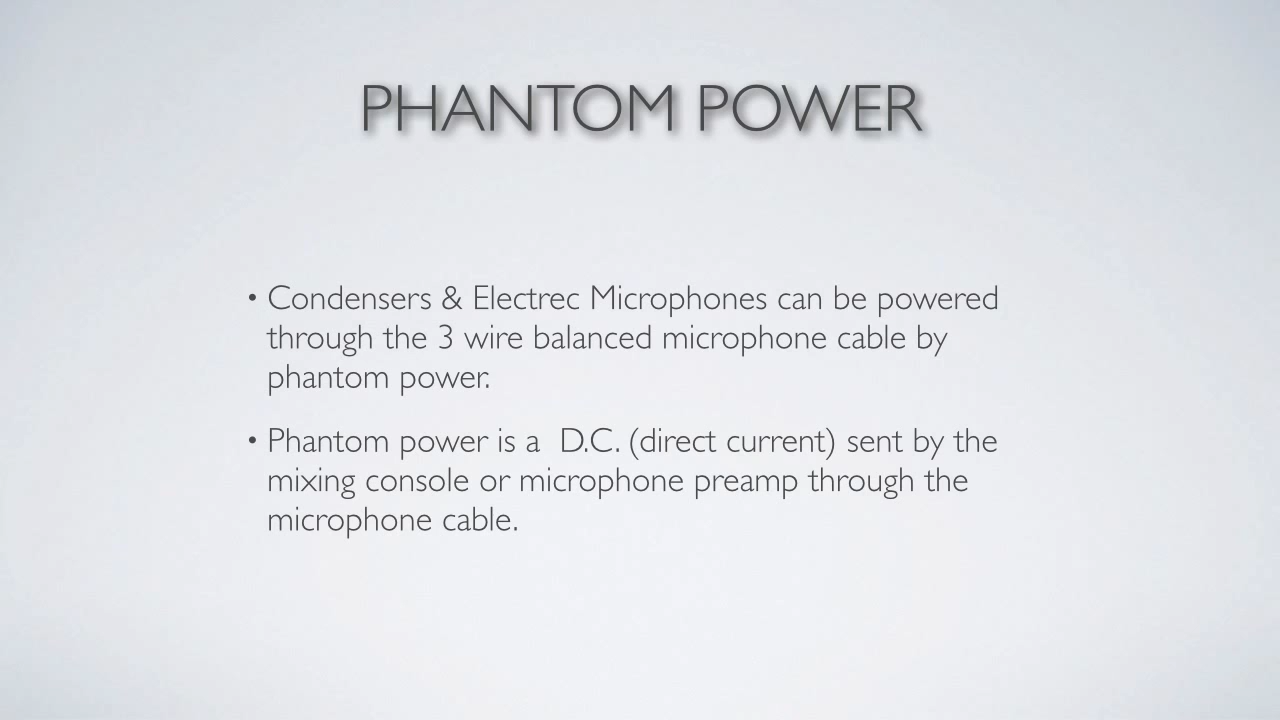 PHANTOM POWER
• Condensers & Electrec Microphones can be powered
through the 3 wire balanced microphone cable by
phantom power.
• Phantom power is a  D.C. (direct current) sent by the
mixing console or microphone preamp through the
microphone cable.